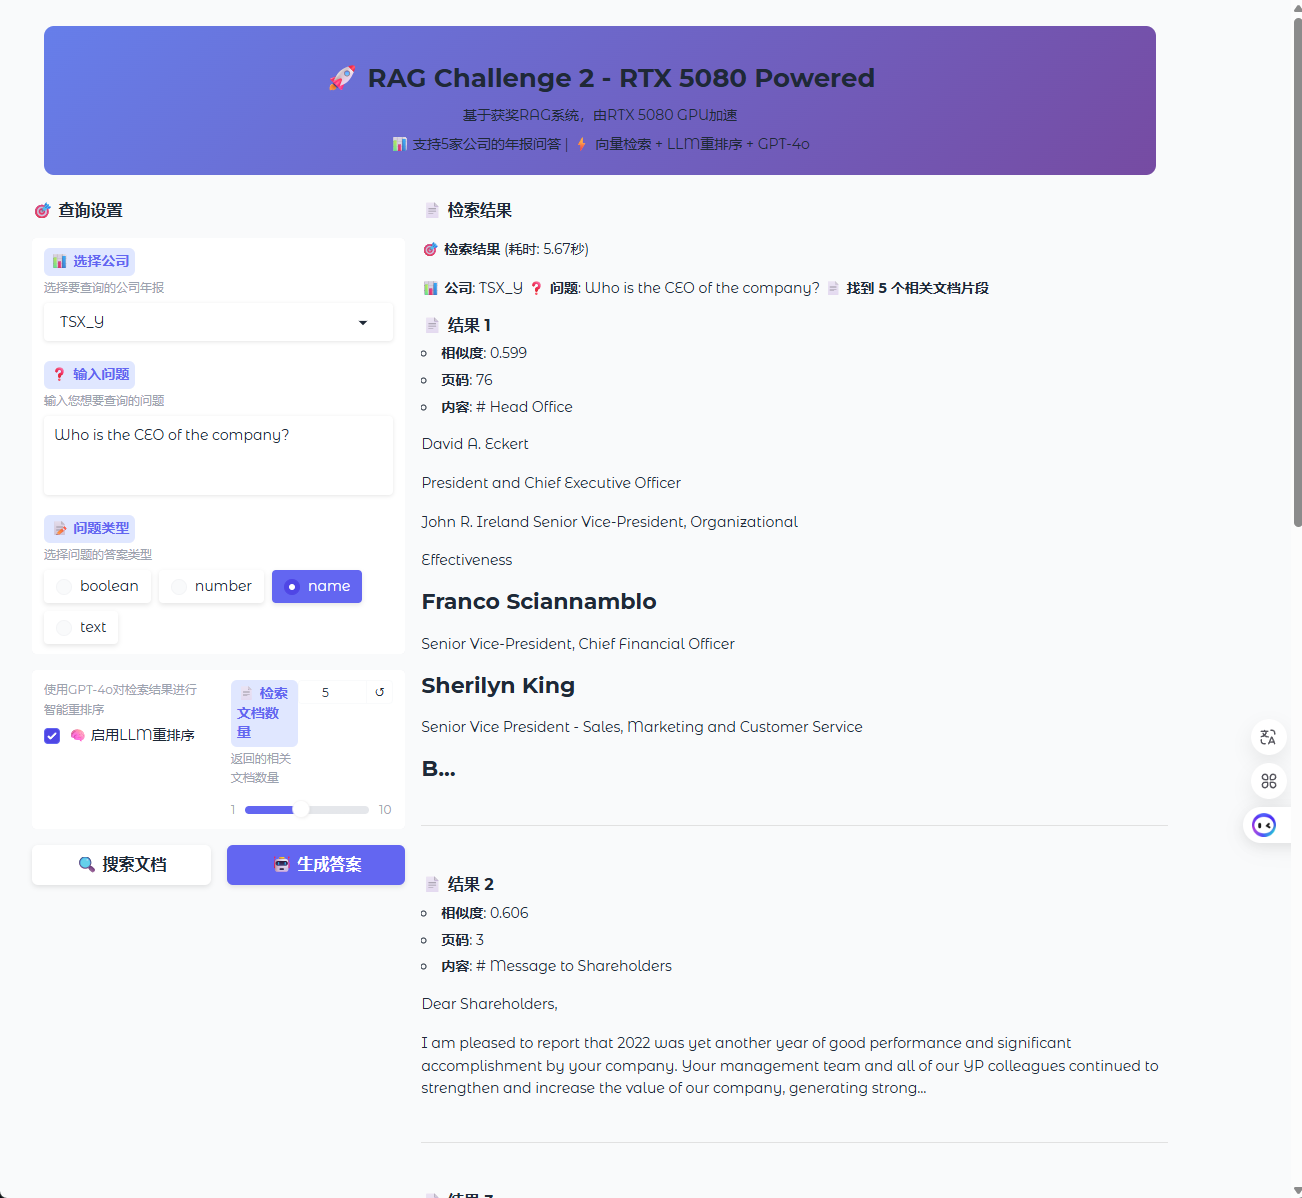 🚀 RAG Challenge 2 - RTX 5080 Powered
基于获奖RAG系统，由RTX 5080 GPU加速
📊 支持5家公司的年报问答 | ⚡ 向量检索 + LLM重排序 + GPT-4o
🎯 查询设置
📊 选择公司
选择要查询的公司年报
TSX_Y
❓ 输入问题
输入您想要查询的问题
Who is the CEO of the company?
📝 问题类型
选择问题的答案类型
boolean
number
name
text
使用GPT-4o对检索结果进行
智能重排序
🧠 启用LLM重排序
检索
文档数
量
5
返回的相关
文档数量
1
10
🔍 搜索文档
🤖 生成答案
📄 检索结果
🎯 检索结果 (耗时: 5.67秒)
📊 公司: TSX_Y ❓ 问题: Who is the CEO of the company? 📄 找到 5 个相关文档片段
📄 结果 1
相似度: 0.599
页码: 76
内容: # Head Office
David A. Eckert
President and Chief Executive Officer
John R. Ireland Senior Vice-President, Organizational
Effectiveness
Franco Sciannamblo
Senior Vice-President, Chief Financial Officer
Sherilyn King
Senior Vice President - Sales, Marketing and Customer Service
B...
📄 结果 2
相似度: 0.606
页码: 3
内容: # Message to Shareholders
Dear Shareholders,
I am pleased to report that 2022 was yet another year of good performance and significant
accomplishment by your company. Your management team and all of our YP colleagues continued to
strengthen and increase the value of our company, generating strong...